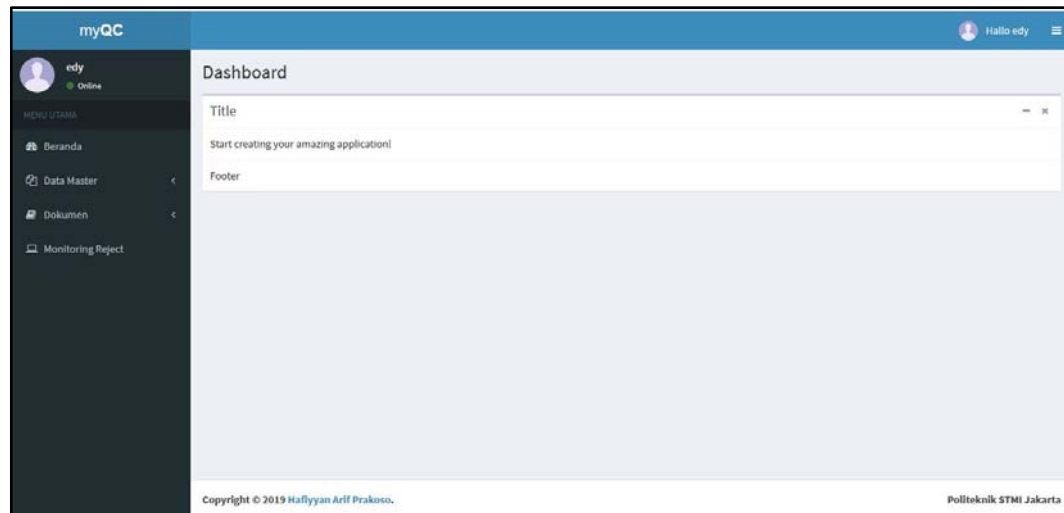 myQC
Hallo edy
edy
Online
MENU UTAMA
Beranda
Data Master
Dokumen
Monitoring Reject
Dashboard
Title
Start creating your amazing application!
Footer
Copyright © 2019 Hafiyyan Arif Prakoso.
Politeknik STMI Jakarta